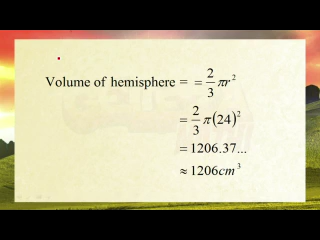 Volume of hemisphere = = 2/3 πr²
= 2/3 π(24)²
= 1206.37...
≈ 1206cm³